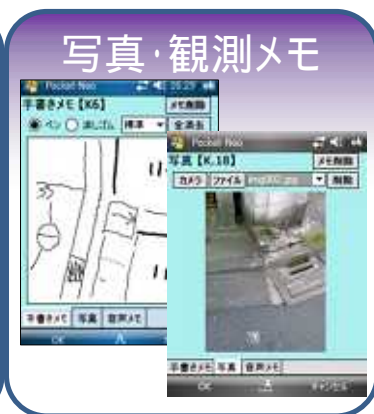 写真・観測メモ
Pocket Neo
手書きメモ【K6】
メモ削除
ペン 消しゴム 標準 全消去
Pocket Neo
写真【K.18】
メモ削除
カメラ ファイル 削除
手書きメモ 写真 音声メモ
OK
手書きメモ 写真 音声メモ
OK
キャンセル